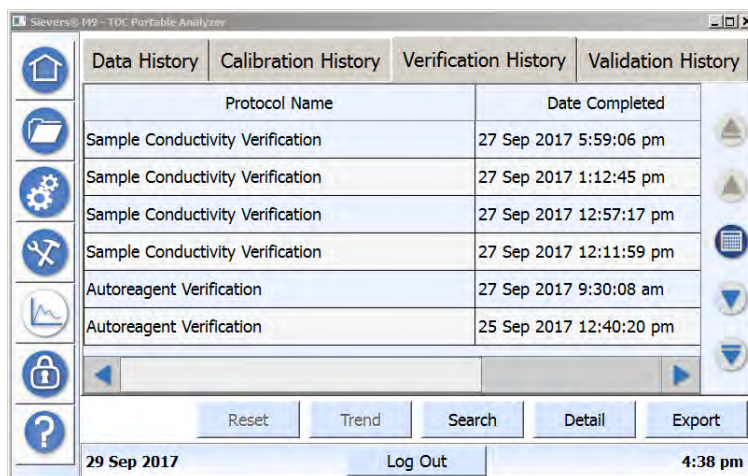 Sievers® M9 - TOC Portable Analyzer
Data History Calibration History Verification History Validation History
Protocol Name Date Completed
Sample Conductivity Verification 27 Sep 2017 5:59:06 pm
Sample Conductivity Verification 27 Sep 2017 1:12:45 pm
Sample Conductivity Verification 27 Sep 2017 12:57:17 pm
Sample Conductivity Verification 27 Sep 2017 12:11:59 pm
Autoreagent Verification 27 Sep 2017 9:30:08 am
Autoreagent Verification 25 Sep 2017 12:40:20 pm
Reset Trend Search Detail Export
29 Sep 2017 Log Out 4:38 pm